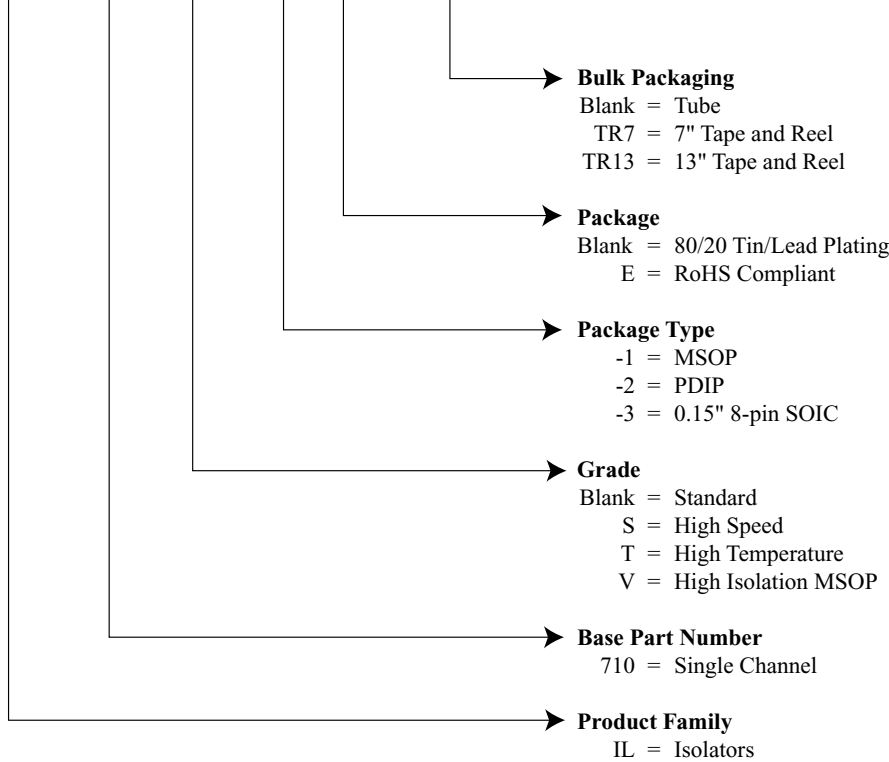 Bulk Packaging
Blank = Tube
TR7 = 7" Tape and Reel
TR13 = 13" Tape and Reel
Package
Blank = 80/20 Tin/Lead Plating
E = RoHS Compliant
Package Type
-1 = MSOP
-2 = PDIP
-3 = 0.15" 8-pin SOIC
Grade
Blank = Standard
S = High Speed
T = High Temperature
V = High Isolation MSOP
Base Part Number
710 = Single Channel
Product Family
IL = Isolators